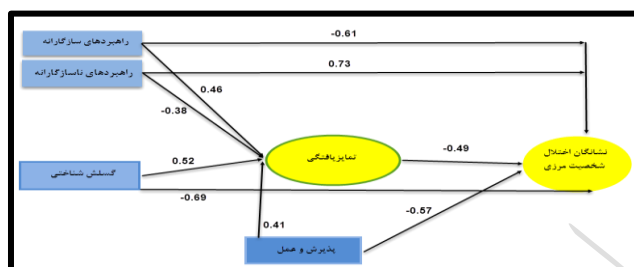 راهبردهای سازگارانه
-0.61
راهبردهای ناسازگارانه
0.73
0.46
-0.38
تمایزیافتگی
-0.49
نشانگان اختلال
شخصیت مرزی
0.52
گسلش شناختی
-0.69
-0.57
0.41
پذیرش و عمل